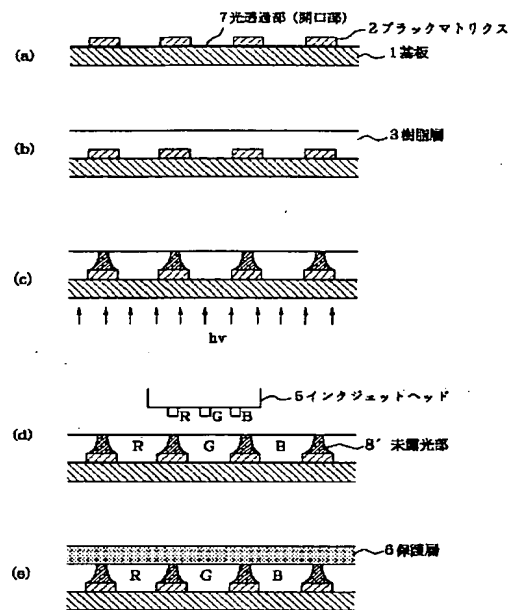 7光透過部(開口部)
2ブラックマトリクス
(a)
1基板
(b)
3樹脂層
(c)
hν
5インクジェットヘッド
R G B
(d)
R G B
8´未露光部
6保護層
(e)
R G B